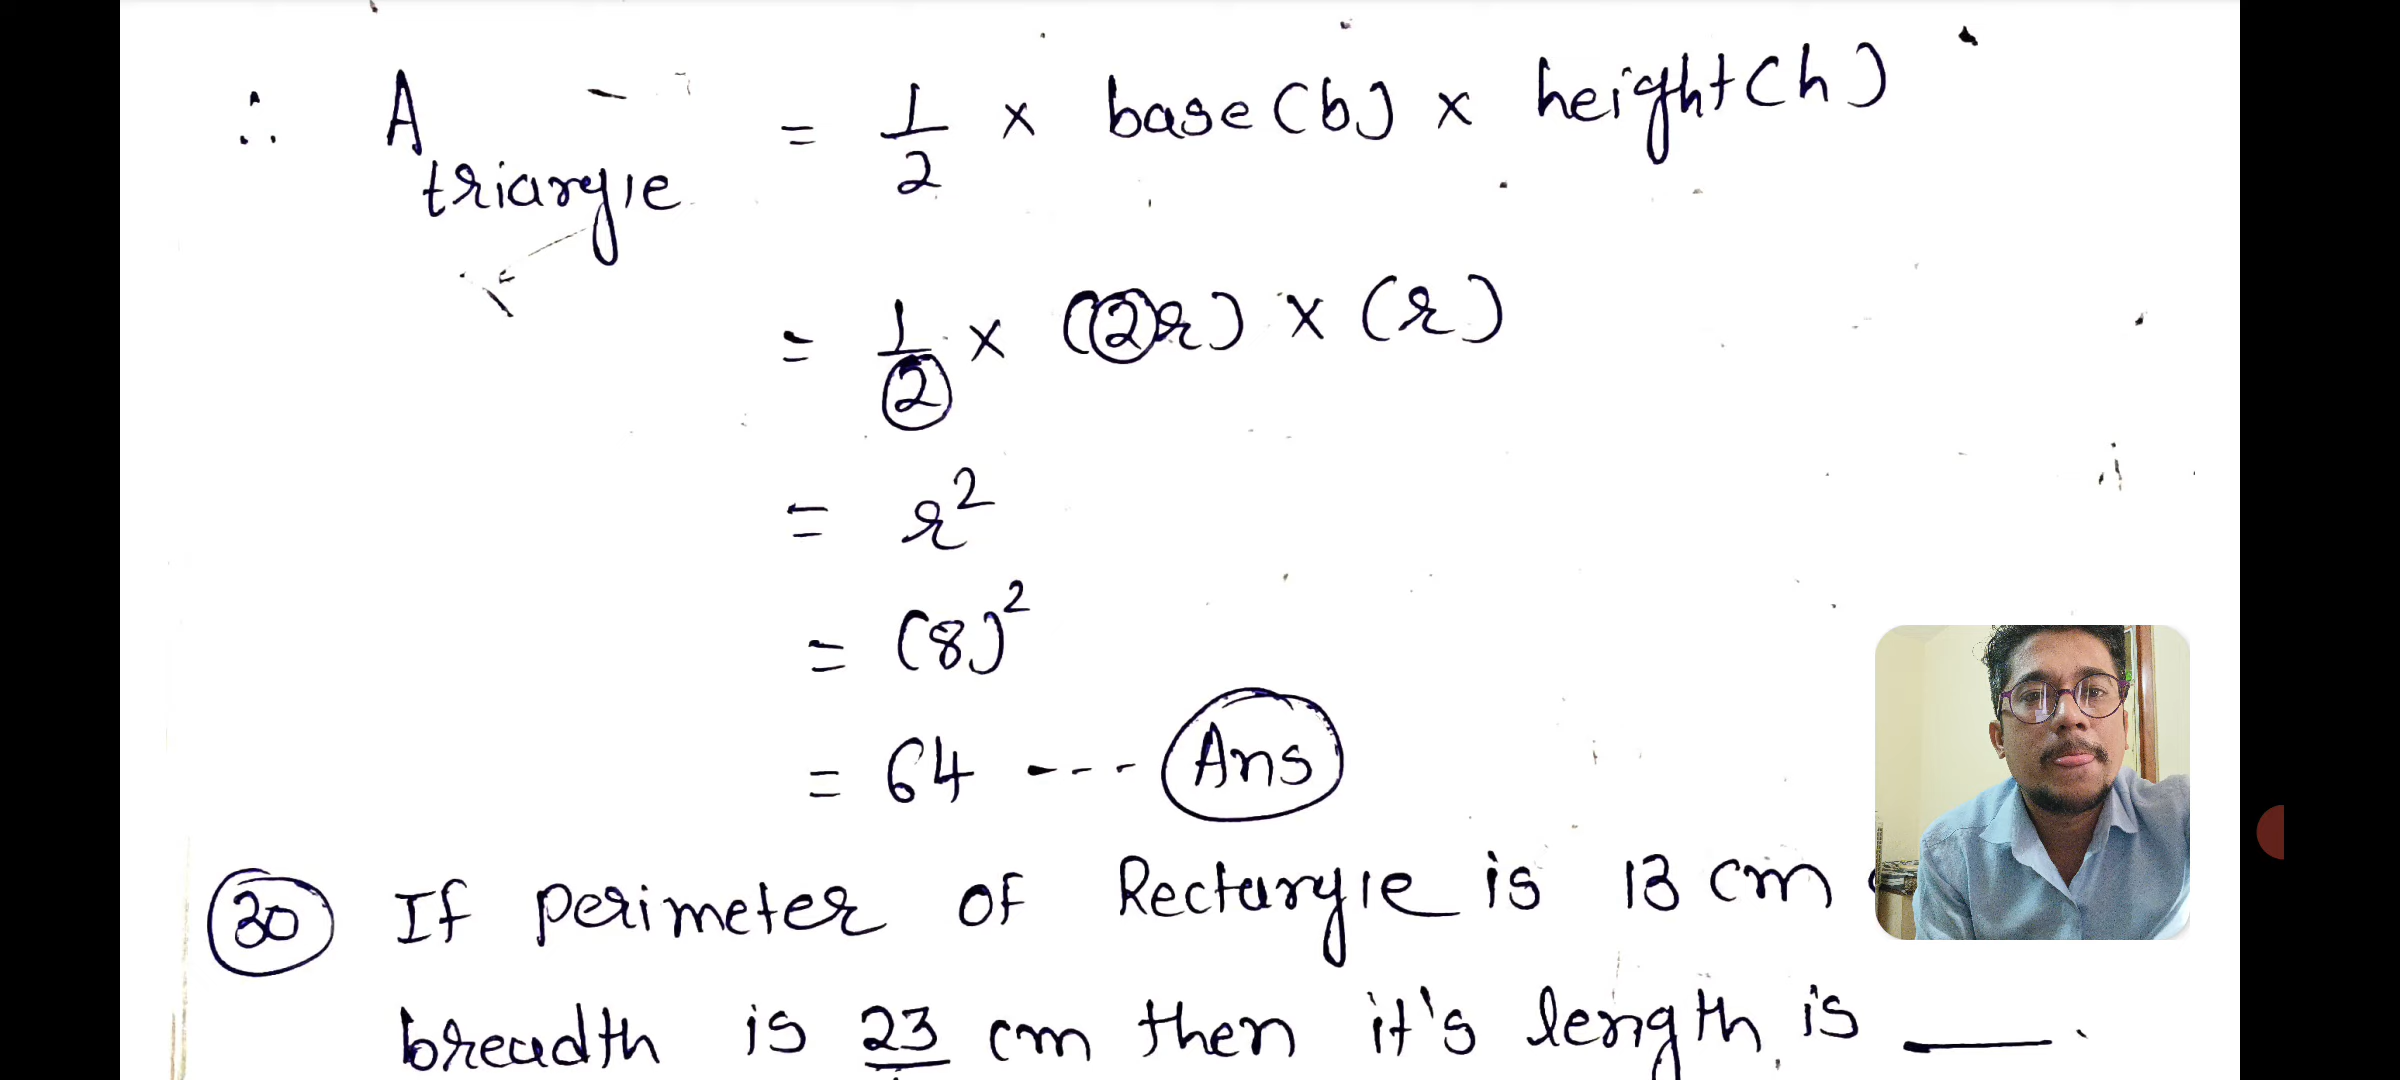 ∴ A triangle = 1/2 × base(b) × height(h)
= 1/2 × (2r) × (r)
= r²
= (8)²
= 64 --- Ans
30 If perimeter of Rectangle is 13 cm
breadth is 23 cm then it's length is ___.